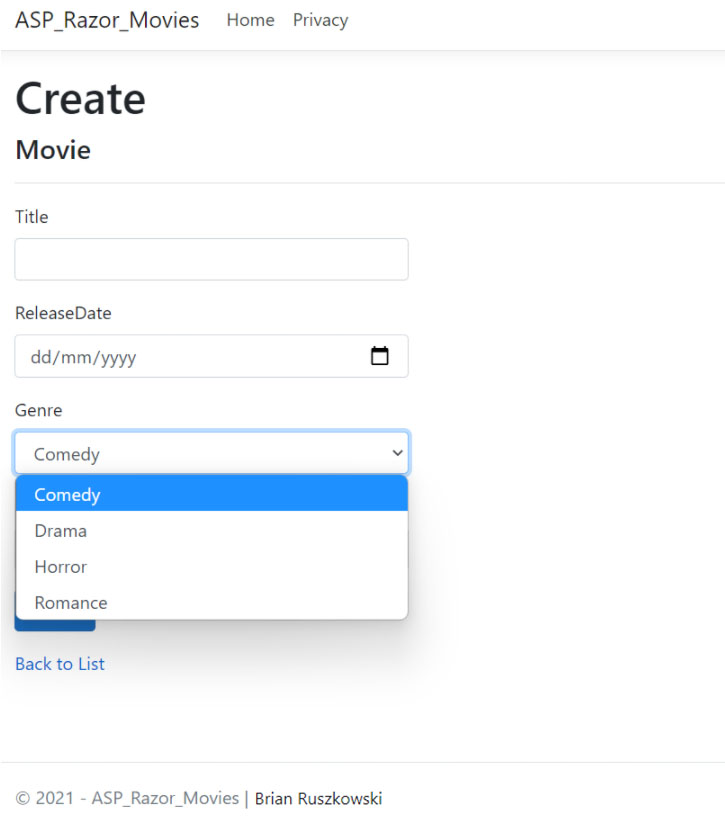 ASP_Razor_Movies Home Privacy
Create
Movie
Title
ReleaseDate
dd/mm/yyyy
Genre
Comedy
Comedy
Drama
Horror
Romance
Back to List
© 2021 - ASP_Razor_Movies | Brian Ruszkowski